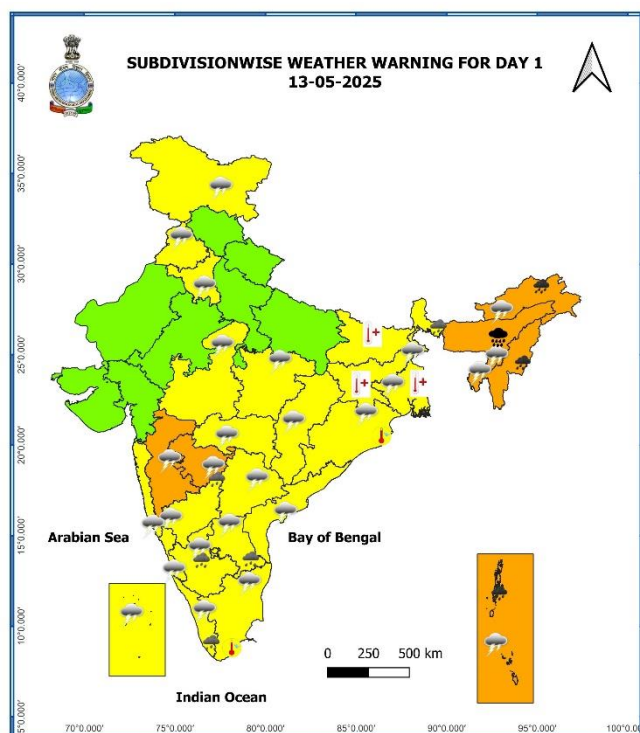 SUBDIVISIONWISE WEATHER WARNING FOR DAY 1
13-05-2025
40°0.000'
35°0.000'
30°0.000'
25°0.000'
20°0.000'
15°0.000'
10°0.000'
5°0.000'
Arabian Sea
Bay of Bengal
0 250 500 km
Indian Ocean
70°0.000' 75°0.000' 80°0.000' 85°0.000' 90°0.000' 95°0.000' 100°0.000'